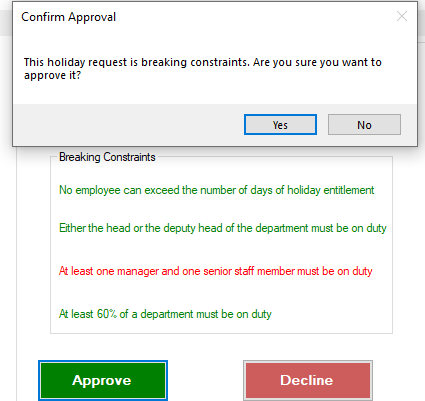 Confirm Approval
This holiday request is breaking constraints. Are you sure you want to
approve it?
Yes No
Breaking Constraints
No employee can exceed the number of days of holiday entitlement
Either the head or the deputy head of the department must be on duty
At least one manager and one senior staff member must be on duty
At least 60% of a department must be on duty
Approve Decline